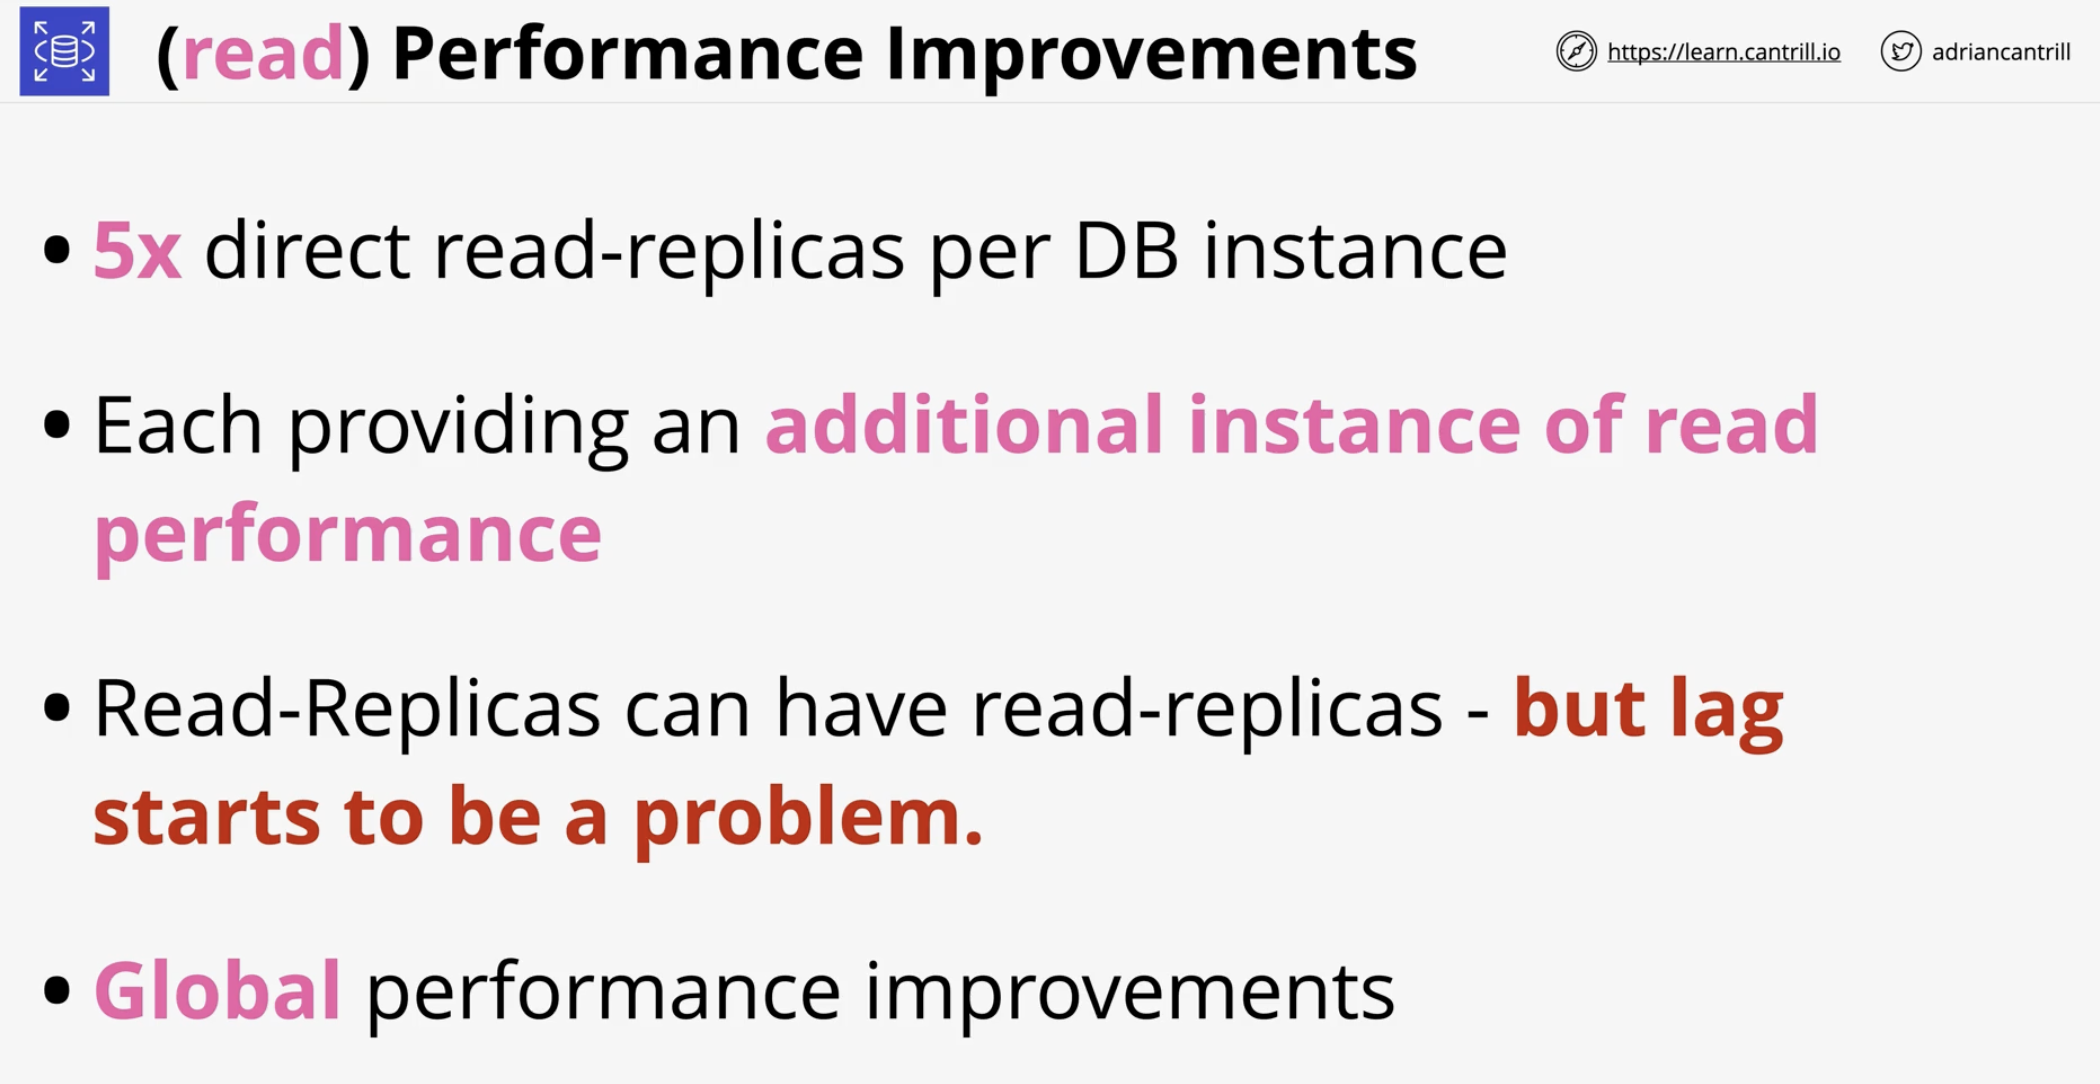 (read) Performance Improvements
https://learn.cantrill.io
adriancantrill
• 5x direct read-replicas per DB instance
• Each providing an additional instance of read
performance
• Read-Replicas can have read-replicas - but lag
starts to be a problem.
• Global performance improvements